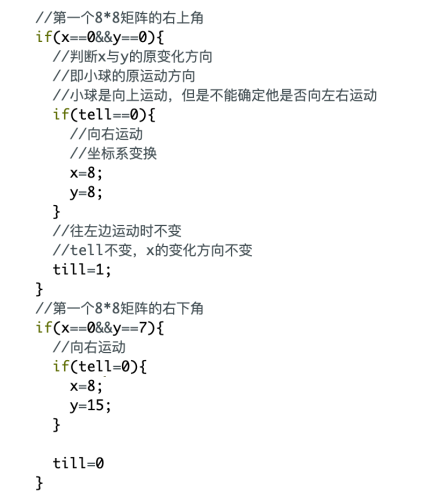 //第一个8*8矩阵的右上角
if(x==0&&y==0){
//判断x与y的原变化方向
//即小球的原运动方向
//小球是向上运动，但是不能确定他是否向左右运动
if(tell==0){
//向右运动
//坐标系变换
x=8;
y=8;
}
//往左边运动时不变
//tell不变，x的变化方向不变
till=1;
}
//第一个8*8矩阵的右下角
if(x==0&&y==7){
//向右运动
if(tell=0){
x=8;
y=15;
}
till=0
}